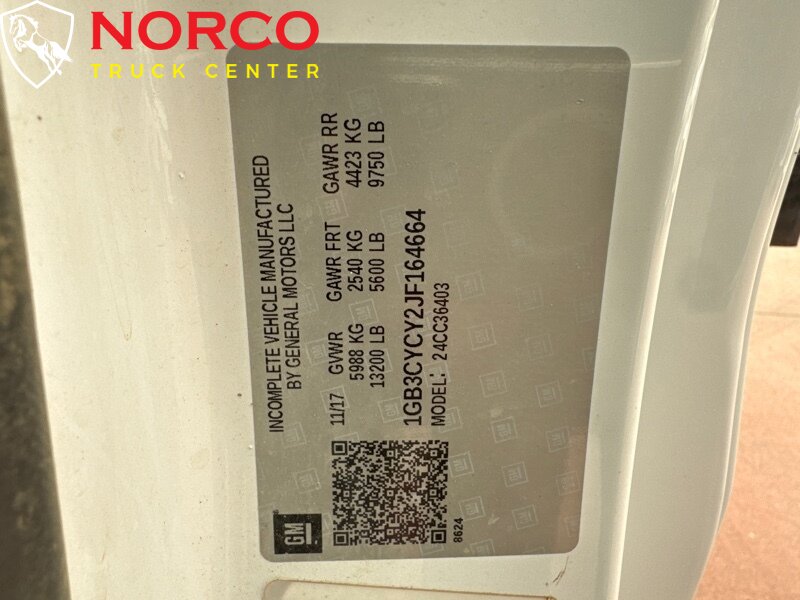 NORCO
TRUCK CENTER
INCOMPLETE VEHICLE MANUFACTURED
BY GENERAL MOTORS LLC
11/17 GVWR GAWR FRT GAWR RR
5988 KG 2540 KG 4423 KG
13200 LB 5600 LB 9750 LB
1GB3CYCY2JF164664
MODEL: 24CC36403
GM
8624